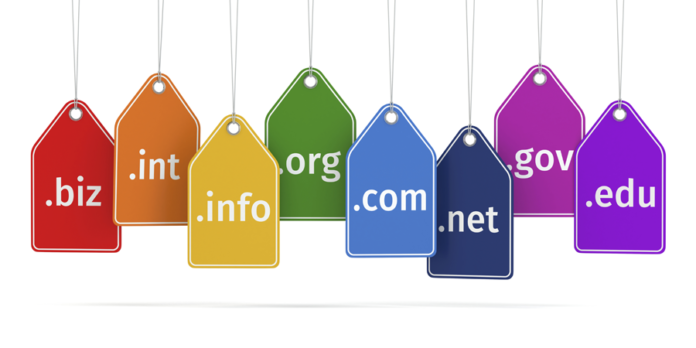 .biz
.int
.info
.org
.com
.net
.gov
.edu